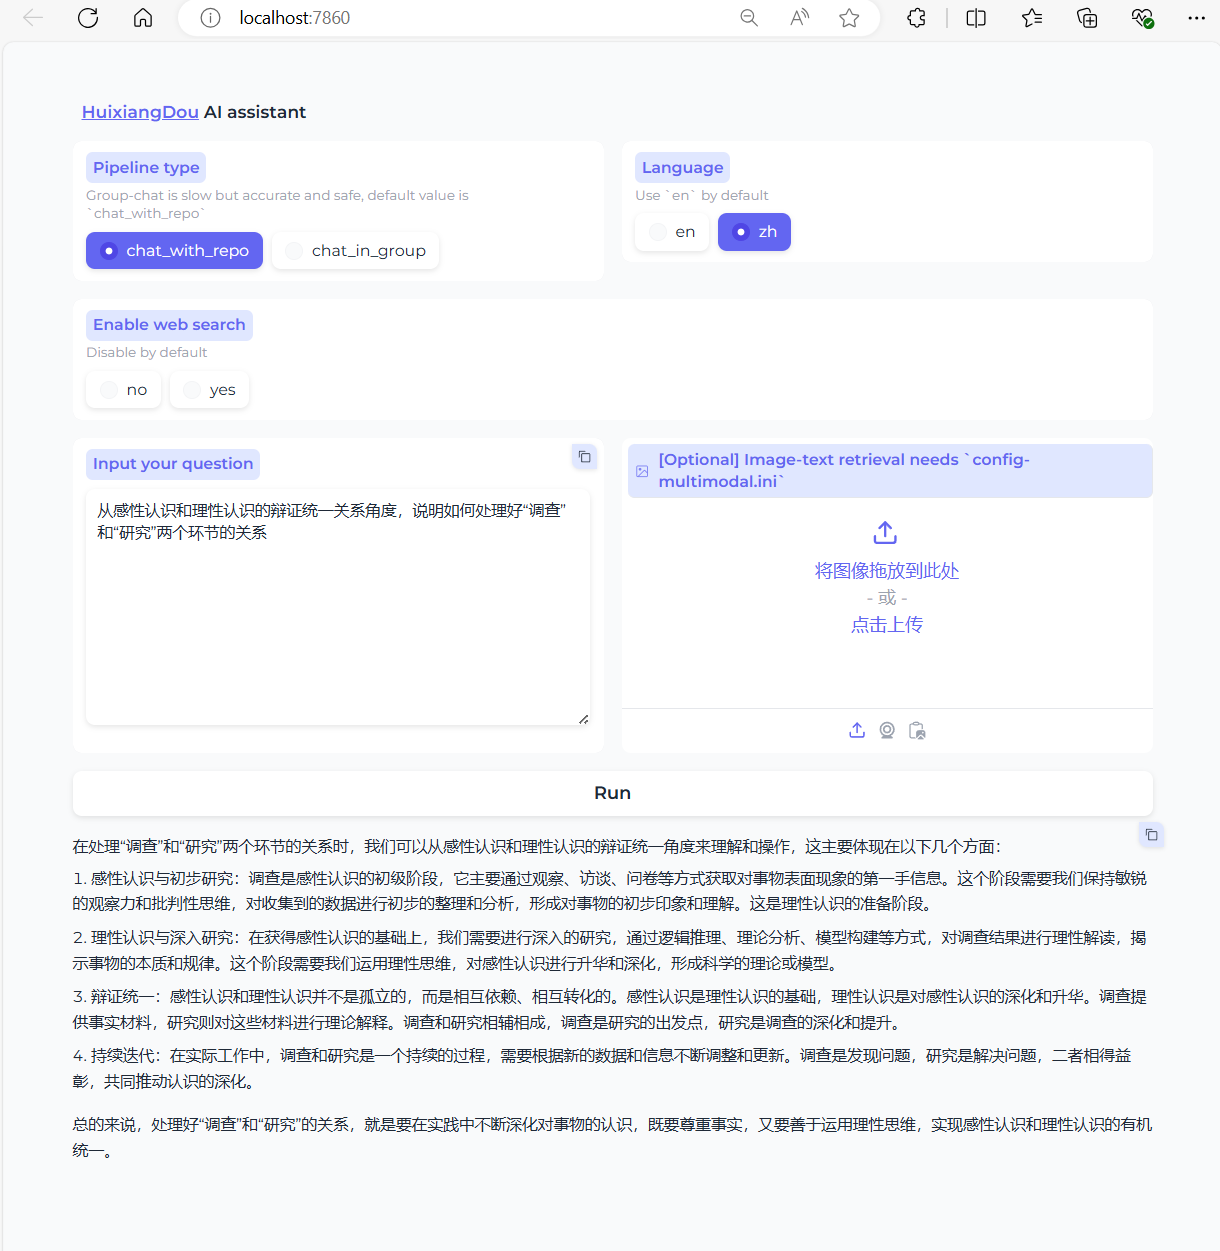 localhost:7860
HuixiangDou AI assistant
Pipeline type
Group-chat is slow but accurate and safe, default value is
`chat_with_repo`
chat_with_repo
chat_in_group
Language
Use `en` by default
en
zh
Enable web search
Disable by default
no
yes
Input your question
从感性认识和理性认识的辩证统一关系角度，说明如何处理好“调查”
和“研究”两个环节的关系
[Optional] Image-text retrieval needs `config-
multimodal.ini`
将图像拖放到此处
- 或 -
点击上传
Run
在处理“调查”和“研究”两个环节的关系时，我们可以从感性认识和理性认识的辩证统一角度来理解和操作，这主要体现在以下几个方面：
1. 感性认识与初步研究：调查是感性认识的初级阶段，它主要通过观察、访谈、问卷等方式获取对事物表面现象的第一手信息。这个阶段需要我们保持敏锐
的观察力和批判性思维，对收集到的数据进行初步的整理和分析，形成对事物的初步印象和理解。这是理性认识的准备阶段。
2. 理性认识与深入研究：在获得感性认识的基础上，我们需要进行深入的研究，通过逻辑推理、理论分析、模型构建等方式，对调查结果进行理性解读，揭
示事物的本质和规律。这个阶段需要我们运用理性思维，对感性认识进行升华和深化，形成科学的理论或模型。
3. 辩证统一：感性认识和理性认识并不是孤立的，而是相互依赖、相互转化的。感性认识是理性认识的基础，理性认识是对感性认识的深化和升华。调查提
供事实材料，研究则对这些材料进行理论解释。调查和研究相辅相成，调查是研究的出发点，研究是调查的深化和提升。
4. 持续迭代：在实际工作中，调查和研究是一个持续的过程，需要根据新的数据和信息不断调整和更新。调查是发现问题，研究是解决问题，二者相得益
彰，共同推动认识的深化。
总的来说，处理好“调查”和“研究”的关系，就是要在实践中不断深化对事物的认识，既要尊重事实，又要善于运用理性思维，实现感性认识和理性认识的有机
统一。